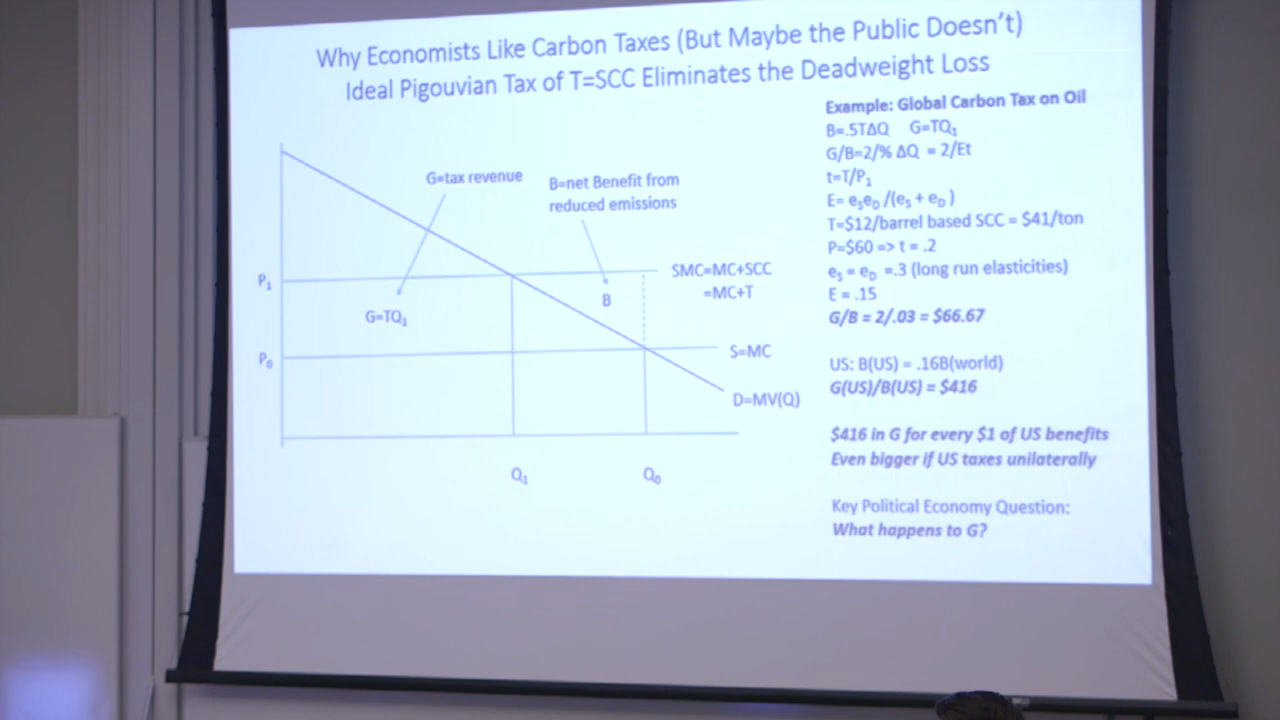 Why Economists Like Carbon Taxes (But Maybe the Public Doesn't)
Ideal Pigouvian Tax of T=SCC Eliminates the Deadweight Loss
G=tax revenue
B=net Benefit from
reduced emissions
P₁
SMC=MC+SCC
=MC+T
B
G=TQ₁
P₀
S=MC
D=MV(Q)
Q₁
Q₀
Example: Global Carbon Tax on Oil
B=.5TΔQ G=TQ₁
G/B=2/% ΔQ = 2/Et
t=T/P₁
E= eₛe_D /(eₛ + e_D )
T=$12/barrel based SCC = $41/ton
P=$60 => t = .2
eₛ = e_D =.3 (long run elasticities)
E = .15
G/B = 2/.03 = $66.67
US: B(US) = .16B(world)
G(US)/B(US) = $416
$416 in G for every $1 of US benefits
Even bigger if US taxes unilaterally
Key Political Economy Question:
What happens to G?